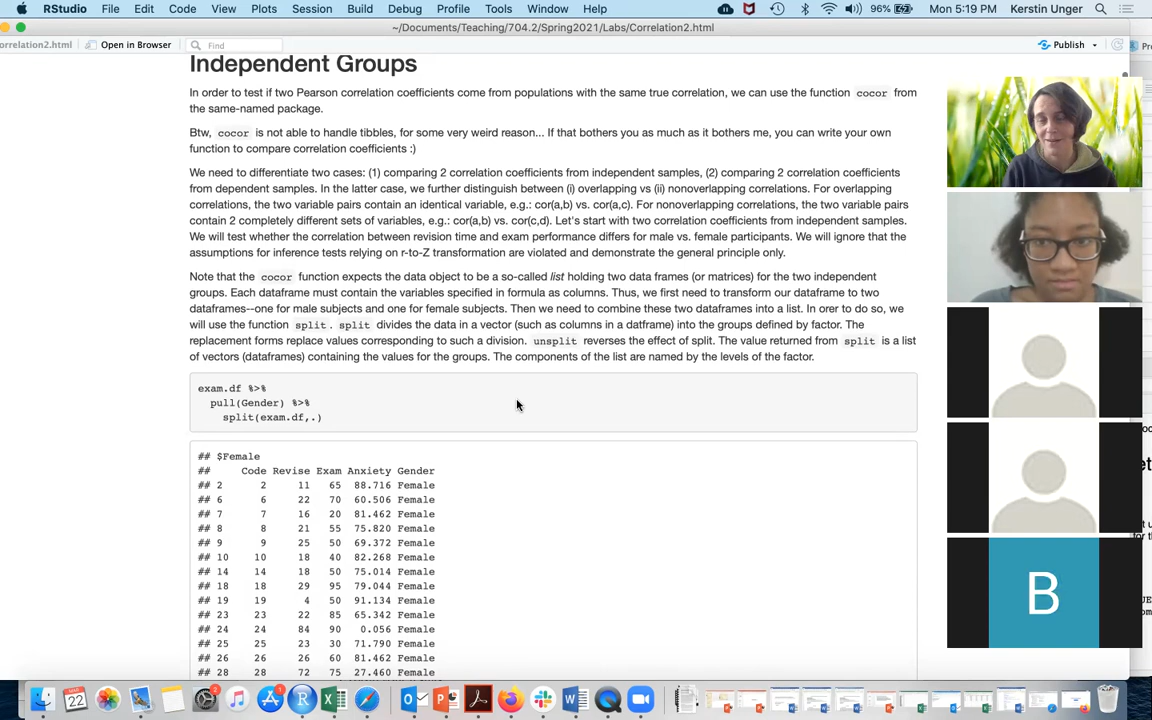 RStudio File Edit Code View Plots Session Build Debug Profile Tools Window Help 96% Mon 5:19 PM Kerstin Unger
~/Documents/Teaching/704.2/Spring2021/Labs/Correlation2.html
orrelation2.html Open in Browser Find Publish
Independent Groups
In order to test if two Pearson correlation coefficients come from populations with the same true correlation, we can use the function cocor from
the same-named package.
Btw, cocor is not able to handle tibbles, for some very weird reason... If that bothers you as much as it bothers me, you can write your own
function to compare correlation coefficients :)
We need to differentiate two cases: (1) comparing 2 correlation coefficients from independent samples, (2) comparing 2 correlation coefficients
from dependent samples. In the latter case, we further distinguish between (i) overlapping vs (ii) nonoverlapping correlations. For overlapping
correlations, the two variable pairs contain an identical variable, e.g.: cor(a,b) vs. cor(a,c). For nonoverlapping correlations, the two variable pairs
contain 2 completely different sets of variables, e.g.: cor(a,b) vs. cor(c,d). Let's start with two correlation coefficients from independent samples.
We will test whether the correlation between revision time and exam performance differs for male vs. female participants. We will ignore that the
assumptions for inference tests relying on r-to-Z transformation are violated and demonstrate the general principle only.
Note that the cocor function expects the data object to be a so-called list holding two data frames (or matrices) for the two independent
groups. Each dataframe must contain the variables specified in formula as columns. Thus, we first need to transform our dataframe to two
dataframes--one for male subjects and one for female subjects. Then we need to combine these two dataframes into a list. In orer to do so, we
will use the function split. split divides the data in a vector (such as columns in a datframe) into the groups defined by factor. The
replacement forms replace values corresponding to such a division. unsplit reverses the effect of split. The value returned from split is a list
of vectors (dataframes) containing the values for the groups. The components of the list are named by the levels of the factor.
exam.df %>%
pull(Gender) %>%
split(exam.df,.)
## $Female
## Code Revise Exam Anxiety Gender
## 2 2 11 65 88.716 Female
## 6 6 22 70 60.506 Female
## 7 7 16 20 81.462 Female
## 8 8 21 55 75.820 Female
## 9 9 25 50 69.372 Female
## 10 10 18 40 82.268 Female
## 14 14 18 50 75.014 Female
## 18 18 29 95 79.044 Female
## 19 19 4 50 91.134 Female
## 23 23 22 85 65.342 Female
## 24 24 84 90 0.056 Female
## 25 25 23 30 71.790 Female
## 26 26 26 60 81.462 Female
## 28 28 72 75 27.460 Female
B